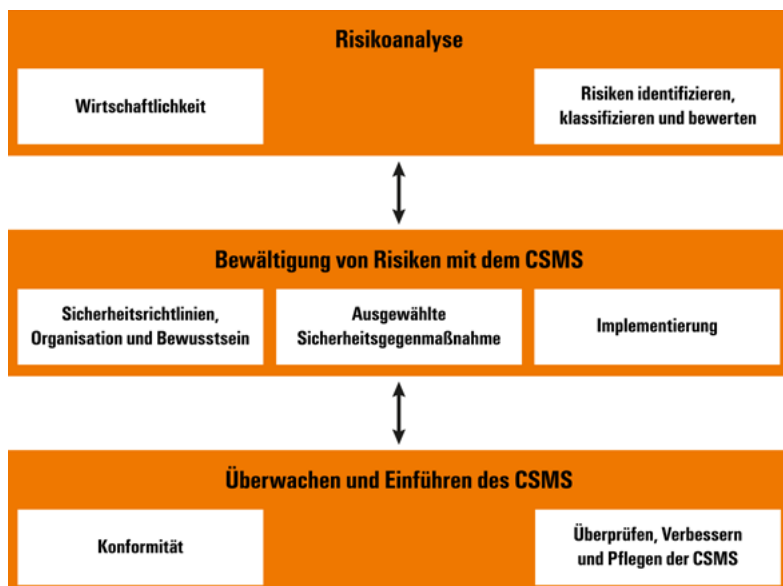 Risikoanalyse
Wirtschaftlichkeit
Risiken identifizieren,
klassifizieren und bewerten
Bewältigung von Risiken mit dem CSMS
Sicherheitsrichtlinien,
Organisation und Bewusstsein
Ausgewählte
Sicherheitsgegenmaßnahme
Implementierung
Überwachen und Einführen des CSMS
Konformität
Überprüfen, Verbessern
und Pflegen der CSMS